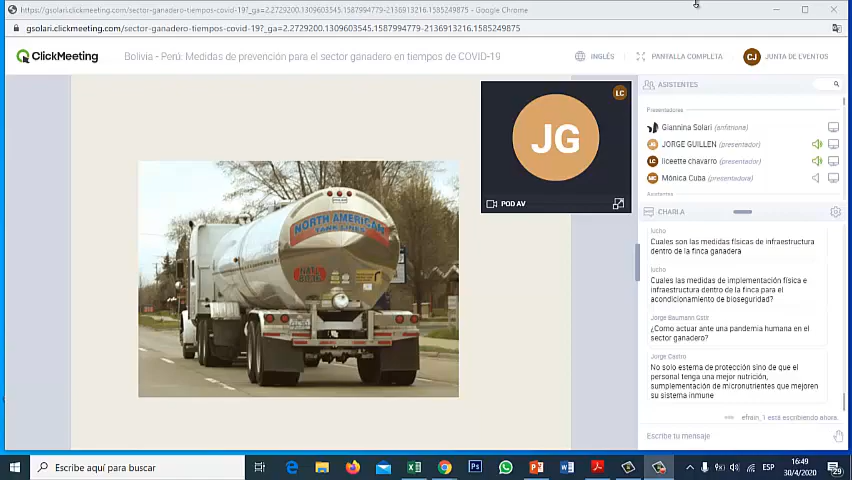 https://gsolari.clickmeeting.com/sector-ganadero-tiempos-covid-19?_ga=2.2729200.1309603545.1587994779-2136913216.1585249875 - Google Chrome
gsolari.clickmeeting.com/sector-ganadero-tiempos-covid-19?_ga=2.2729200.1309603545.1587994779-2136913216.1585249875
ClickMeeting
Bolivia - Perú: Medidas de prevención para el sector ganadero en tiempos de COVID-19
INGLÉS
PANTALLA COMPLETA
CJ
JUNTA DE EVENTOS
LC
JG
POD AV
NORTH AMERICAN
TANK LINES
ASISTENTES
Presentadores
Giannina Solari (anfitriona)
JG
JORGE GUILLEN (presentador)
LC
liceette chavarro (presentador)
MC
Mónica Cuba (presentadora)
Asistentes
CHARLA
lucho
Cuales son las medidas físicas de infraestructura
dentro de la finca ganadera
lucho
Cuales las medidas de implementación física e
infraestructura dentro de la finca para el
acondicionamiento de bioseguridad?
Jorge Baumann Gstr
¿Como actuar ante una pandemia humana en el
sector ganadero?
Jorge Castro
No solo estema de protección sino de que el
personal tenga una mejor nutrición,
sumplementación de micronutrientes que mejoren
su sistema inmune
efrain_1 está escribiendo ahora.
Escribe tu mensaje
Escribe aquí para buscar
ESP
16:49
30/4/2020
29